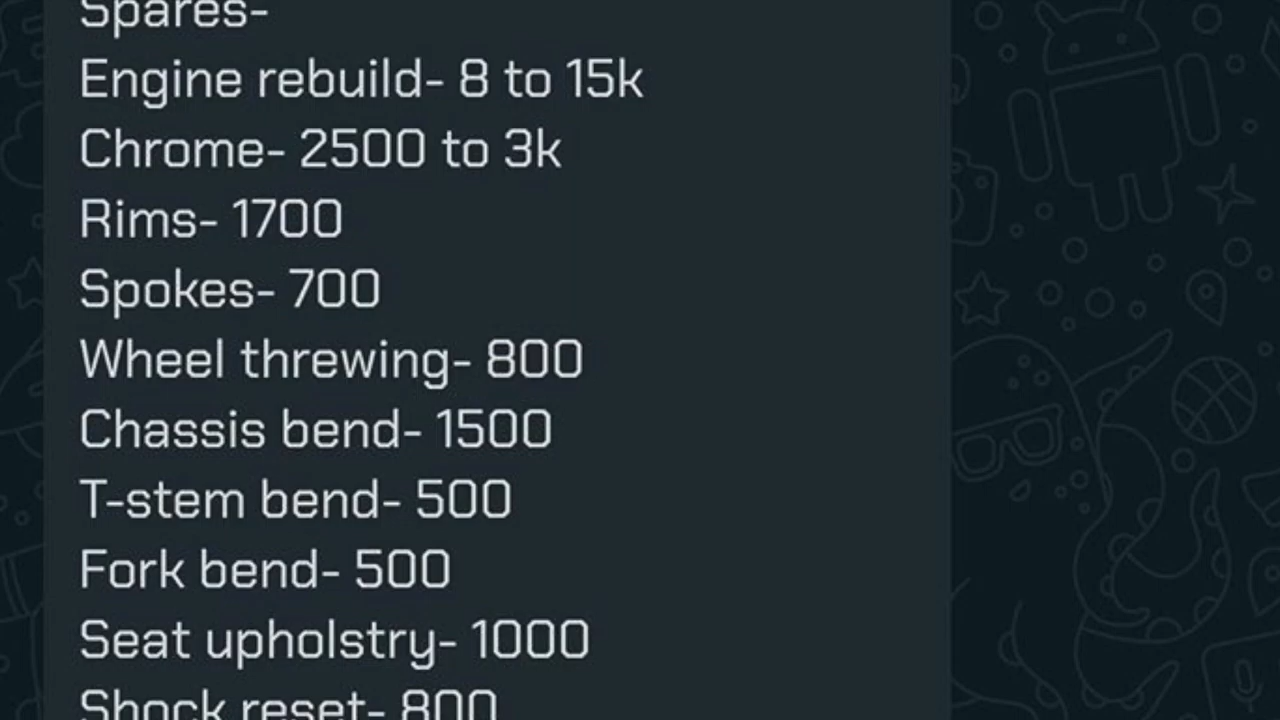 Spares-
Engine rebuild- 8 to 15k
Chrome- 2500 to 3k
Rims- 1700
Spokes- 700
Wheel threwing- 800
Chassis bend- 1500
T-stem bend- 500
Fork bend- 500
Seat upholstry- 1000
Shock reset- 800